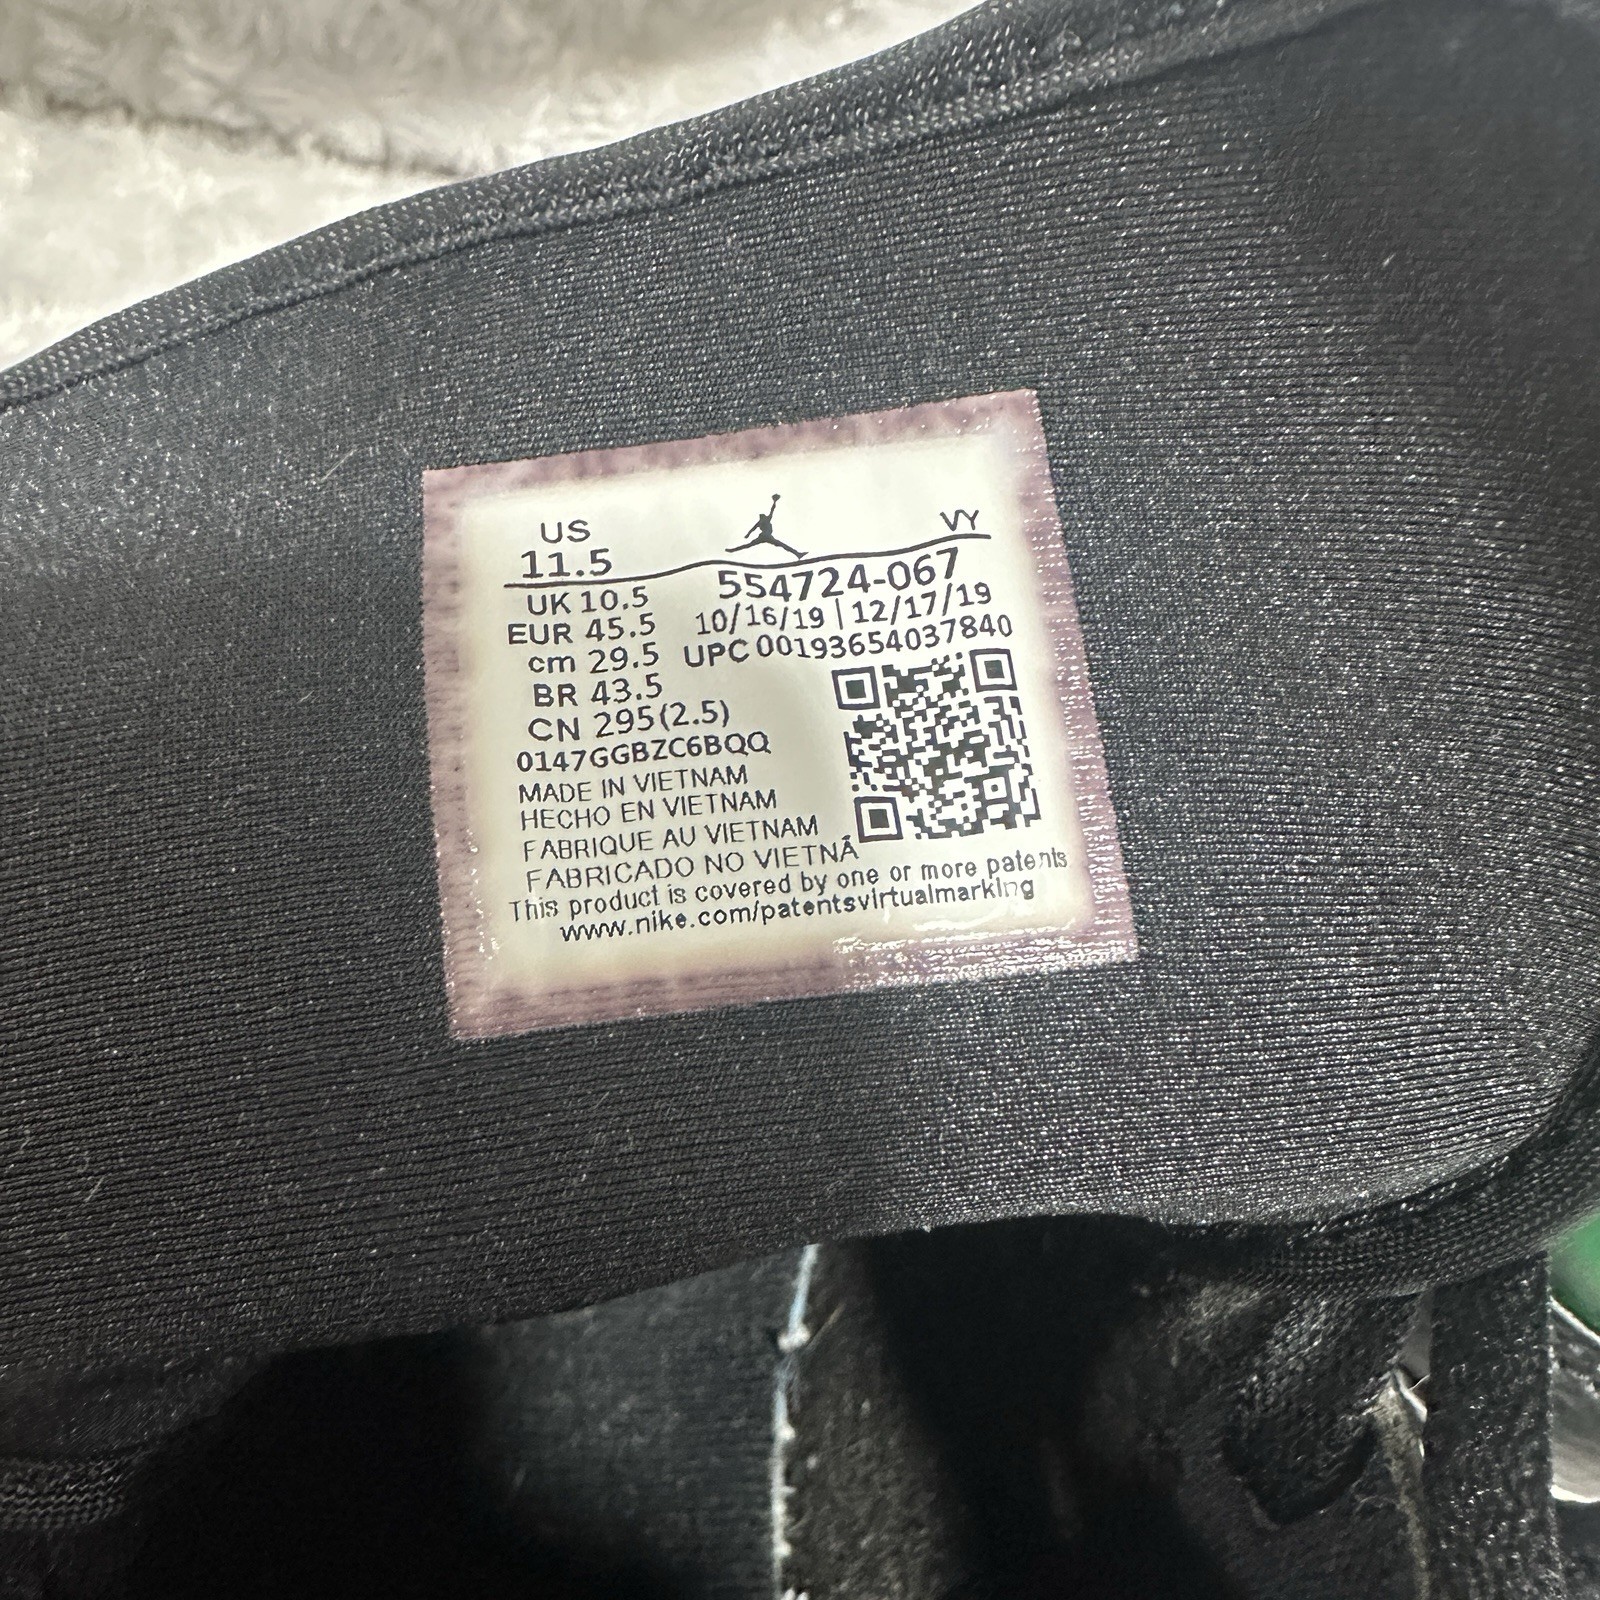 US VY
11.5 554724-067
UK 10.5 10/16/19 | 12/17/19
EUR 45.5 UPC 00193654037840
cm 29.5
BR 43.5
CN 295(2.5)
0147GGBZC6BQQ
MADE IN VIETNAM
HECHO EN VIETNAM
FABRIQUE AU VIETNAM
FABRICADO NO VIETNÃ
This product is covered by one or more patents
www.nike.com/patentsvirtualmarking